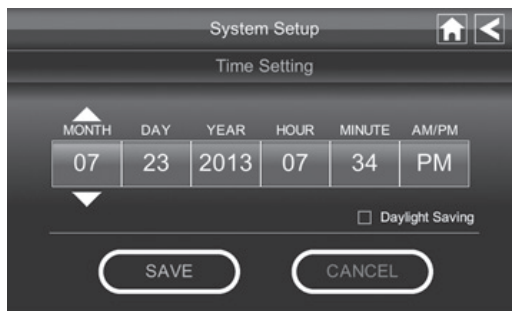 System Setup
Time Setting
MONTH DAY YEAR HOUR MINUTE AM/PM
07 23 2013 07 34 PM
Daylight Saving
SAVE CANCEL